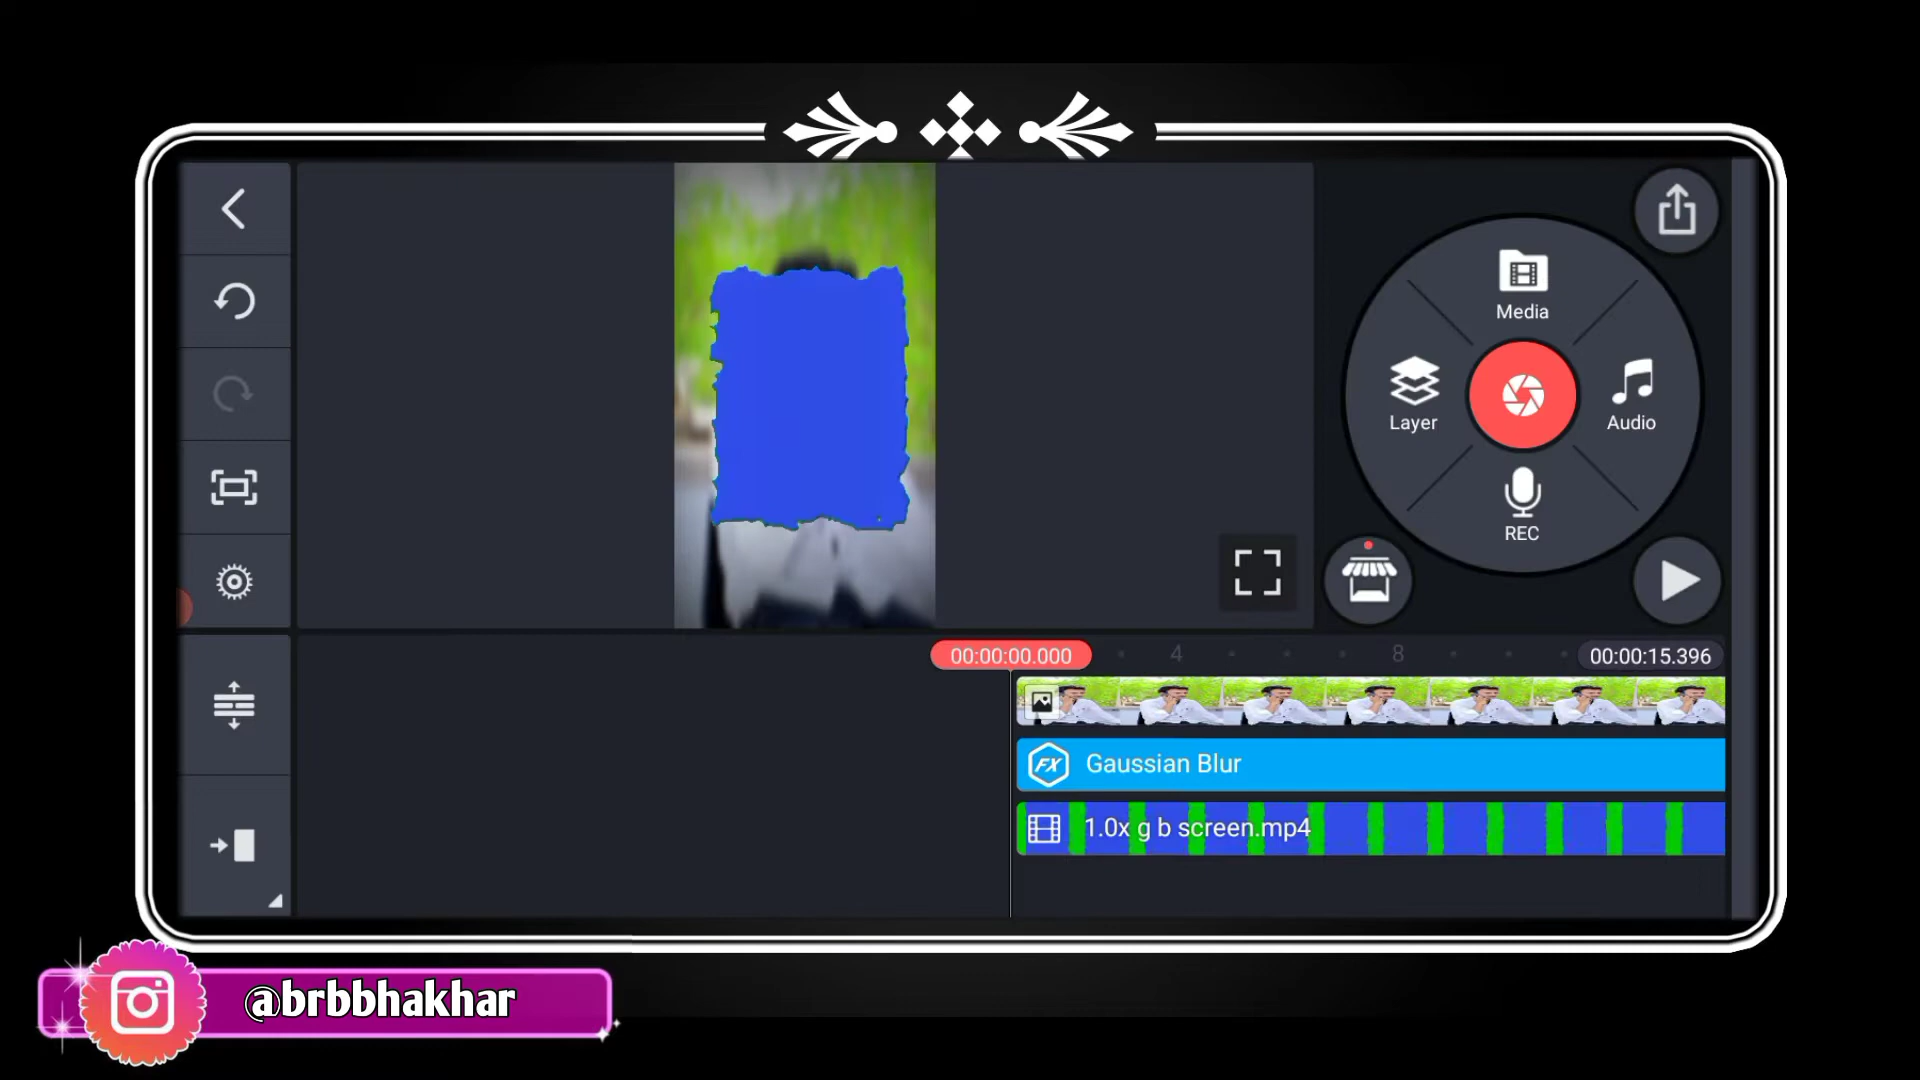 Media
Layer
Audio
REC
00:00:00.000
4
8
00:00:15.396
FX
Gaussian Blur
1.0x g b screen.mp4
@brbbhakhar